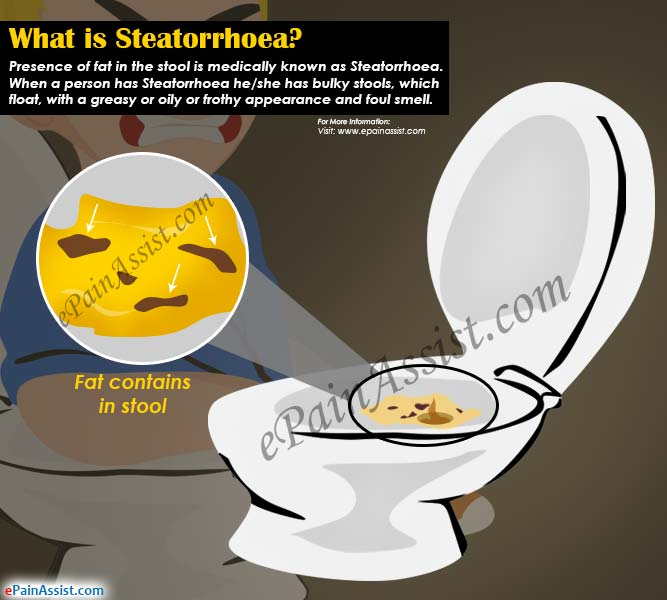 What is Steatorrhoea?
Presence of fat in the stool is medically known as Steatorrhoea.
When a person has Steatorrhoea he/she has bulky stools, which
float, with a greasy or oily or frothy appearance and foul smell.
For More Information:
Visit: www.epainassist.com
ePainAssist.com
Fat contains
in stool
ePainAssist.com
ePainAssist.com